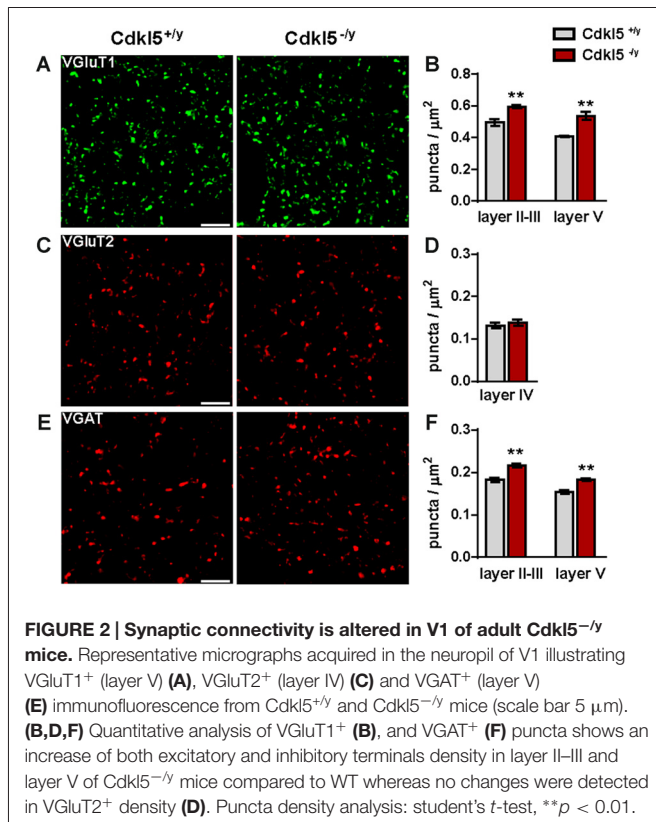 Cdkl5+/y
Cdkl5-/y
Cdkl5 +/y
Cdkl5 -/y
A
VGluT1
B
0.8
0.6
0.4
0.2
0.0
puncta / μm2
**
**
layer II-III
layer V
C
VGluT2
D
0.3
0.2
0.1
0.0
puncta / μm2
layer IV
E
VGAT
F
0.3
0.2
0.1
0.0
puncta / μm2
**
**
layer II-III
layer V
FIGURE 2 | Synaptic connectivity is altered in V1 of adult Cdkl5−/y
mice. Representative micrographs acquired in the neuropil of V1 illustrating
VGluT1+ (layer V) (A), VGluT2+ (layer IV) (C) and VGAT+ (layer V)
(E) immunofluorescence from Cdkl5+/y and Cdkl5−/y mice (scale bar 5 μm).
(B,D,F) Quantitative analysis of VGluT1+ (B), and VGAT+ (F) puncta shows an
increase of both excitatory and inhibitory terminals density in layer II–III and
layer V of Cdkl5−/y mice compared to WT whereas no changes were detected
in VGluT2+ density (D). Puncta density analysis: student's t-test, **p < 0.01.